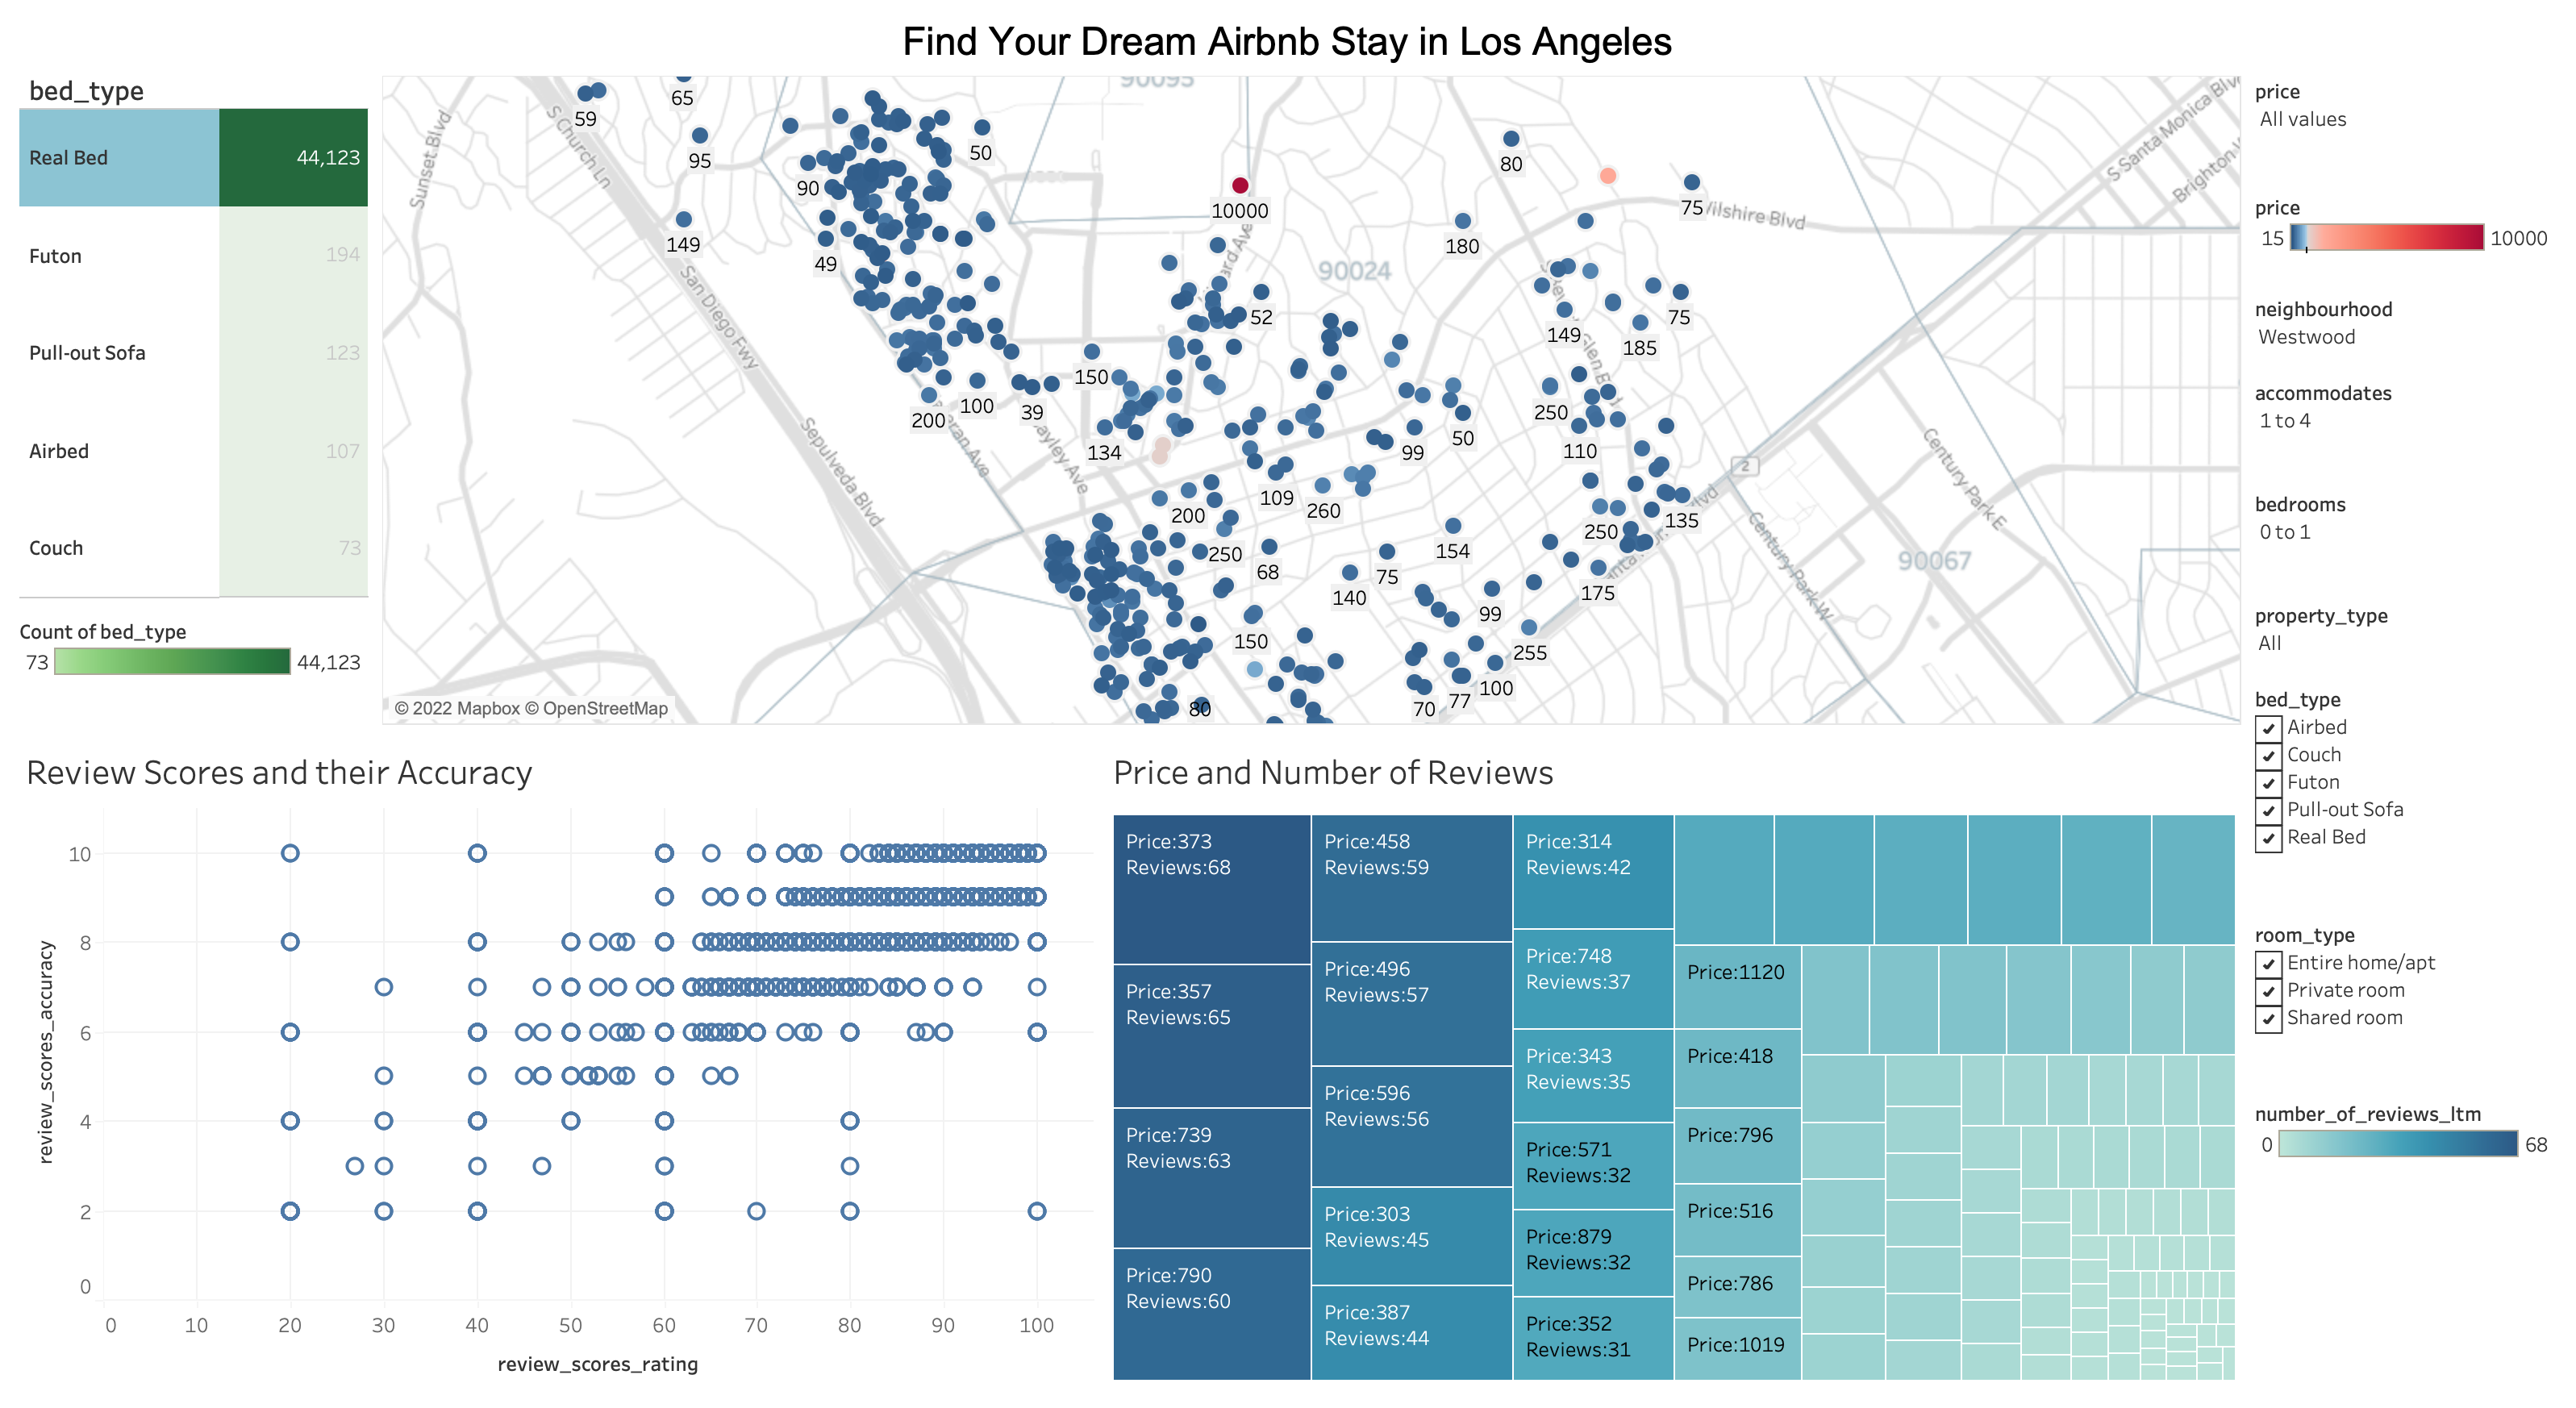 Find Your Dream Airbnb Stay in Los Angeles
bed_type
Real Bed 44,123
Futon 194
Pull-out Sofa 123
Airbed 107
Couch 73
Count of bed_type
73 44,123
90095
90024
90067
Sunset Blvd
S Church Ln
San Diego Fwy
Sepulveda Blvd
Wilshire Blvd
S Santa Monica Blvd
Century Park E
Century Park W
2
59
65
95
50
90
10000
80
75
149
49
180
52
149
75
185
150
100
39
200
134
250
50
99
110
109
260
200
250
135
250
68
75
154
140
175
99
150
255
100
77
70
80
© 2022 Mapbox © OpenStreetMap
price
All values
price
15 10000
neighbourhood
Westwood
accommodates
1 to 4
bedrooms
0 to 1
property_type
All
bed_type
Airbed
Couch
Futon
Pull-out Sofa
Real Bed
room_type
Entire home/apt
Private room
Shared room
number_of_reviews_ltm
0 68
Review Scores and their Accuracy
review_scores_accuracy
10
8
6
4
2
0
0 10 20 30 40 50 60 70 80 90 100
review_scores_rating
Price and Number of Reviews
Price:373
Reviews:68
Price:357
Reviews:65
Price:739
Reviews:63
Price:790
Reviews:60
Price:458
Reviews:59
Price:496
Reviews:57
Price:596
Reviews:56
Price:303
Reviews:45
Price:387
Reviews:44
Price:314
Reviews:42
Price:748
Reviews:37
Price:343
Reviews:35
Price:571
Reviews:32
Price:879
Reviews:32
Price:352
Reviews:31
Price:1120
Price:418
Price:796
Price:516
Price:786
Price:1019